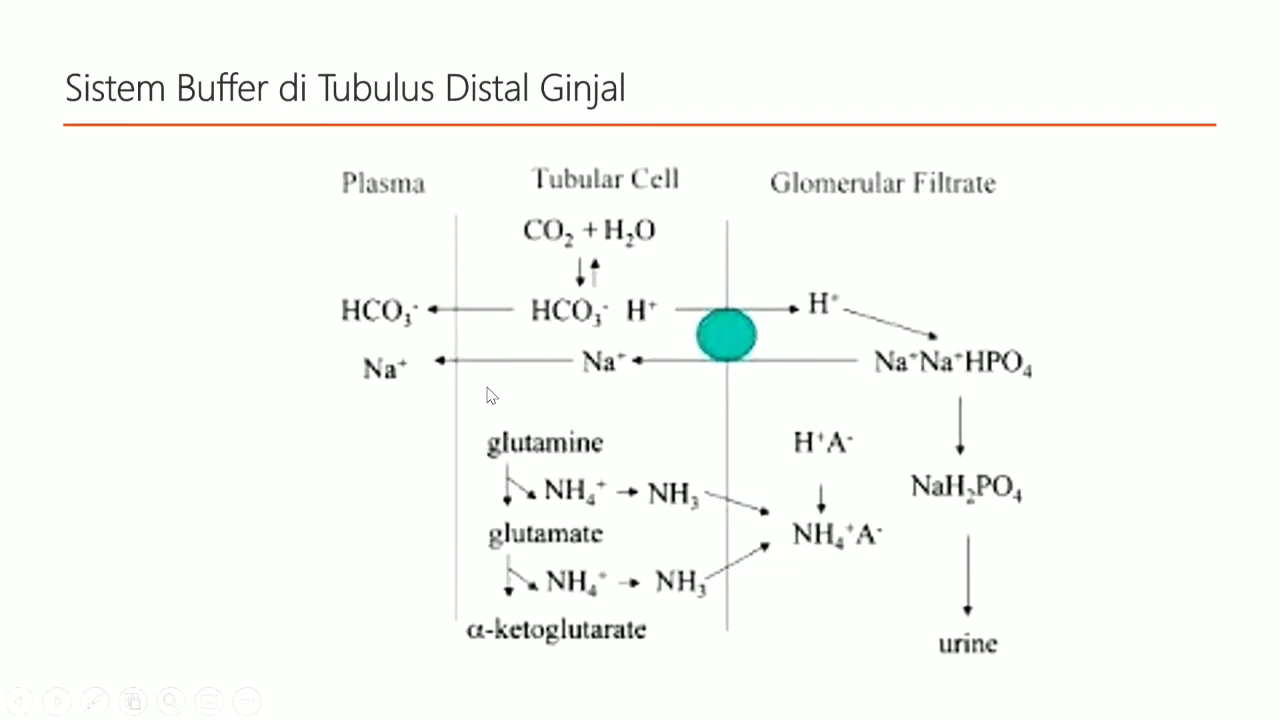 Sistem Buffer di Tubulus Distal Ginjal
Plasma Tubular Cell Glomerular Filtrate
CO₂ + H₂O
HCO₃⁻ HCO₃⁻ H⁺ H⁺
Na⁺ Na⁺ Na⁺Na⁺HPO₄
glutamine H⁺A⁻
NH₄⁺ NH₃ NaH₂PO₄
glutamate NH₄⁺A⁻
NH₄⁺ NH₃
α-ketoglutarate
urine